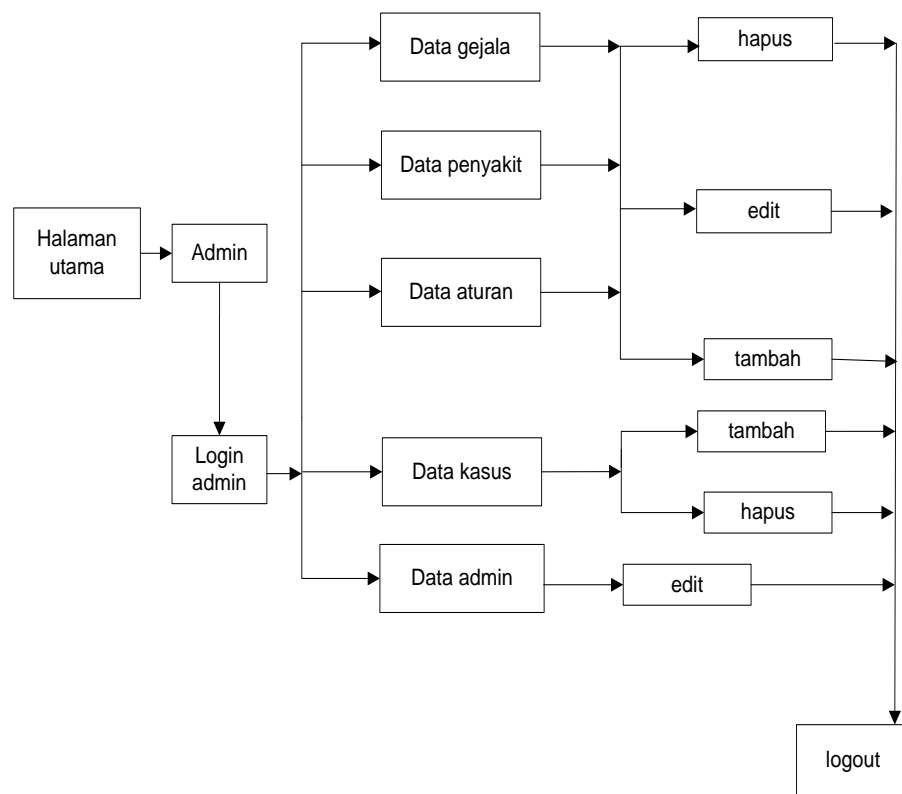 Halaman
utama
Admin
Login
admin
Data gejala
Data penyakit
Data aturan
Data kasus
Data admin
hapus
edit
tambah
tambah
hapus
edit
logout